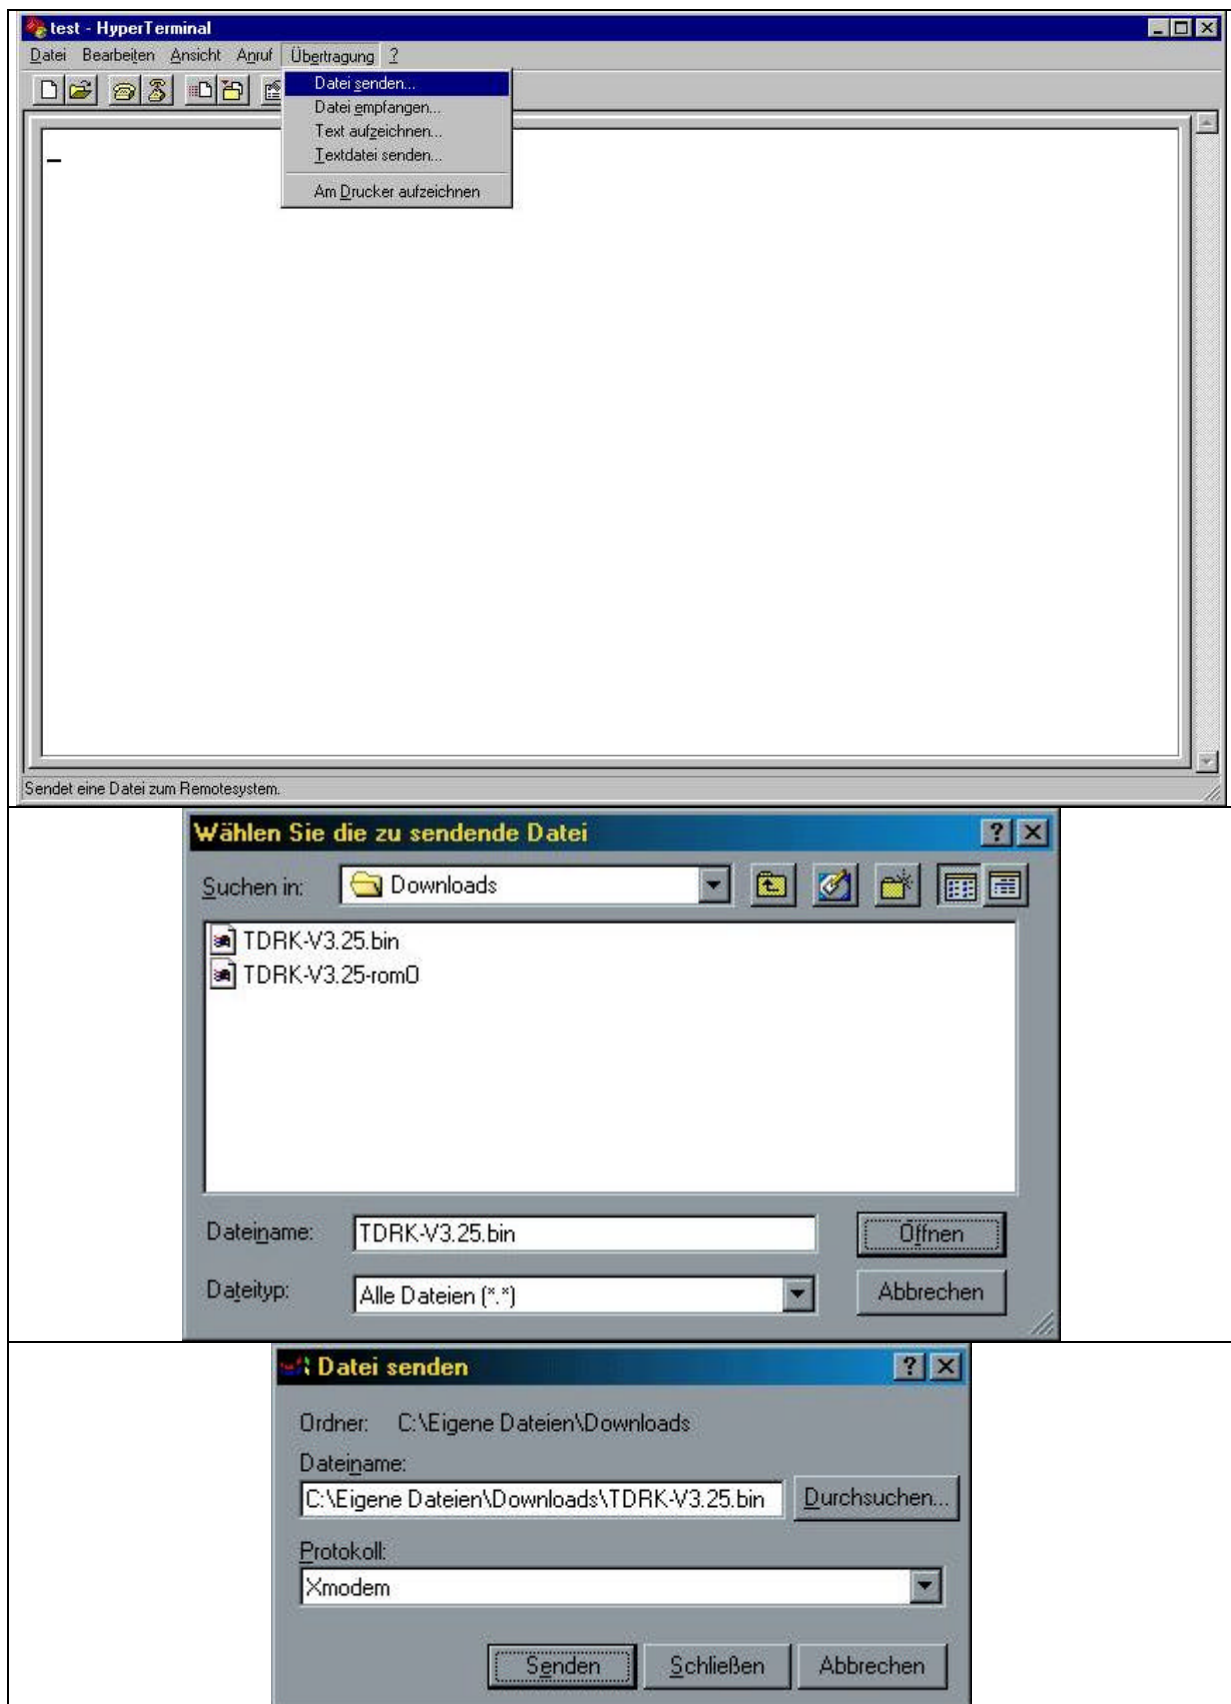 test - HyperTerminal
Datei Bearbeiten Ansicht Anruf Übertragung ?
Datei senden...
Datei empfangen...
Text aufzeichnen...
Textdatei senden...
Am Drucker aufzeichnen
Sendet eine Datei zum Remotesystem.
Wählen Sie die zu sendende Datei
Suchen in: Downloads
TDRK-V3.25.bin
TDRK-V3.25-rom0
Dateiname: TDRK-V3.25.bin Öffnen
Dateityp: Alle Dateien (*.*) Abbrechen
Datei senden
Ordner: C:\Eigene Dateien\Downloads
Dateiname:
C:\Eigene Dateien\Downloads\TDRK-V3.25.bin Durchsuchen...
Protokoll:
Xmodem
Senden Schließen Abbrechen